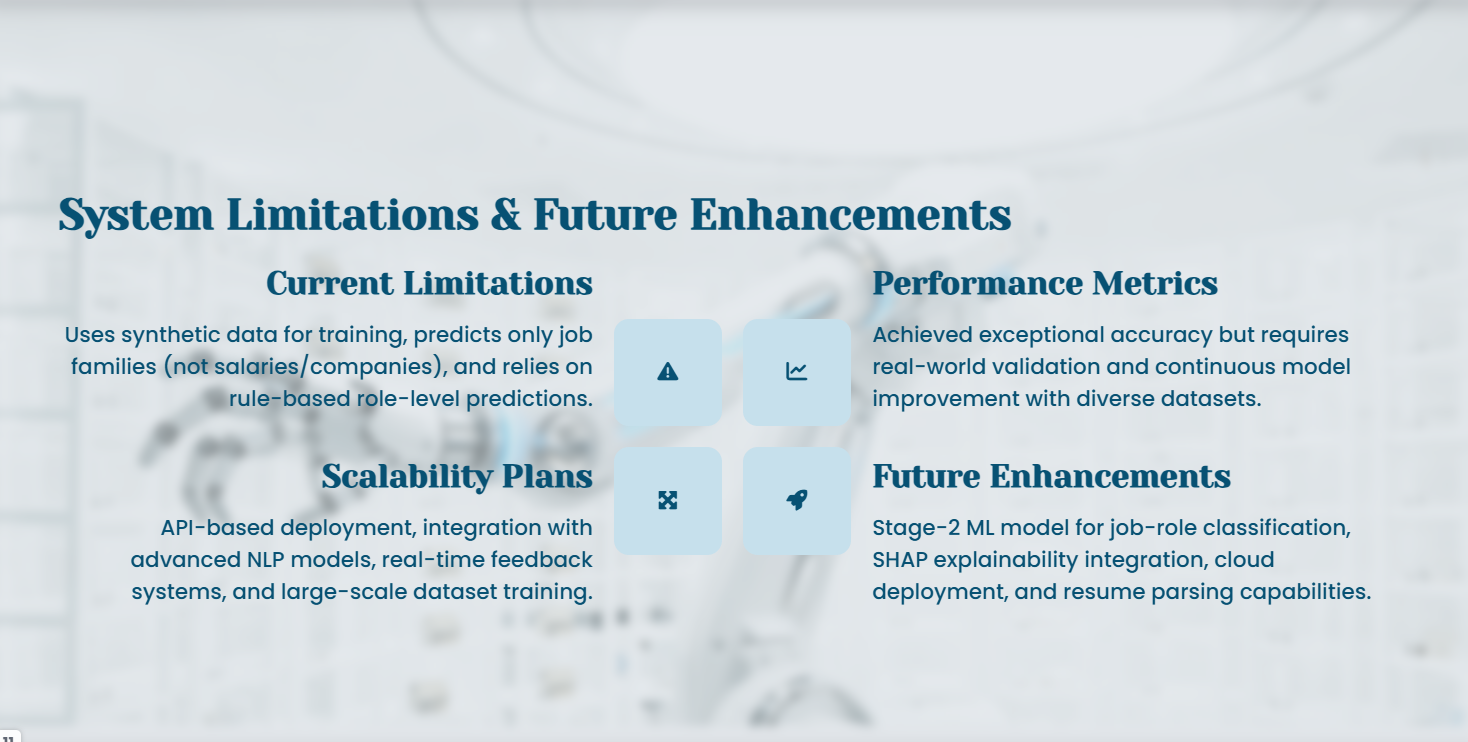 System Limitations & Future Enhancements
Current Limitations
Uses synthetic data for training, predicts only job
families (not salaries/companies), and relies on
rule-based role-level predictions.
Performance Metrics
Achieved exceptional accuracy but requires
real-world validation and continuous model
improvement with diverse datasets.
Scalability Plans
API-based deployment, integration with
advanced NLP models, real-time feedback
systems, and large-scale dataset training.
Future Enhancements
Stage-2 ML model for job-role classification,
SHAP explainability integration, cloud
deployment, and resume parsing capabilities.